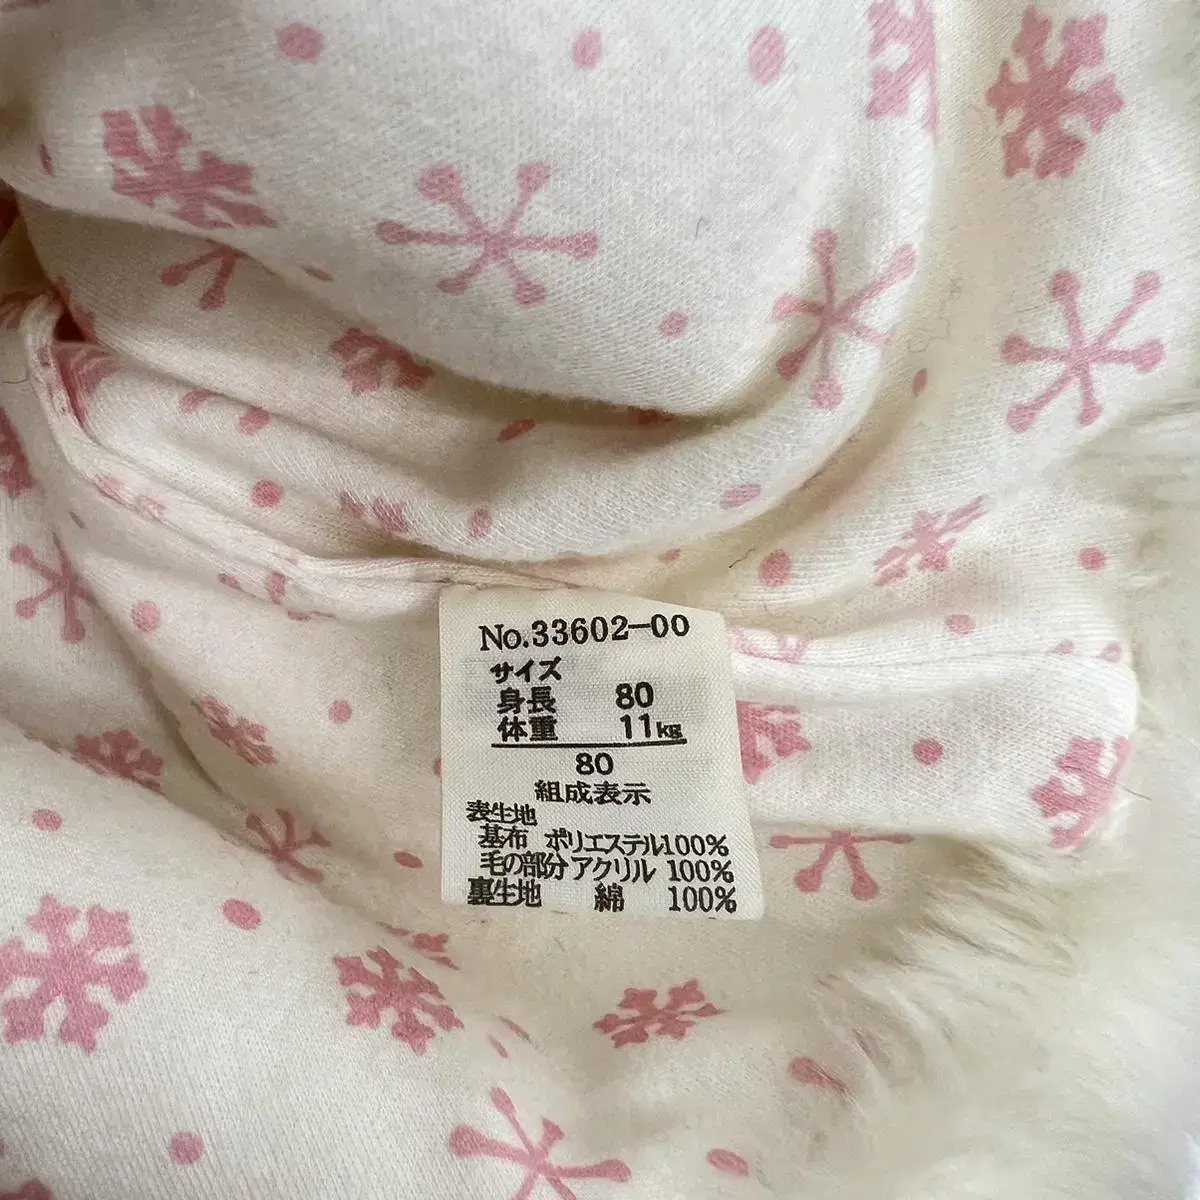 No.33602-00
サイズ
身長 80
体重 11kg
80
組成表示
表生地
基布 ポリエステル100%
毛の部分 アクリル 100%
裏生地 綿 100%